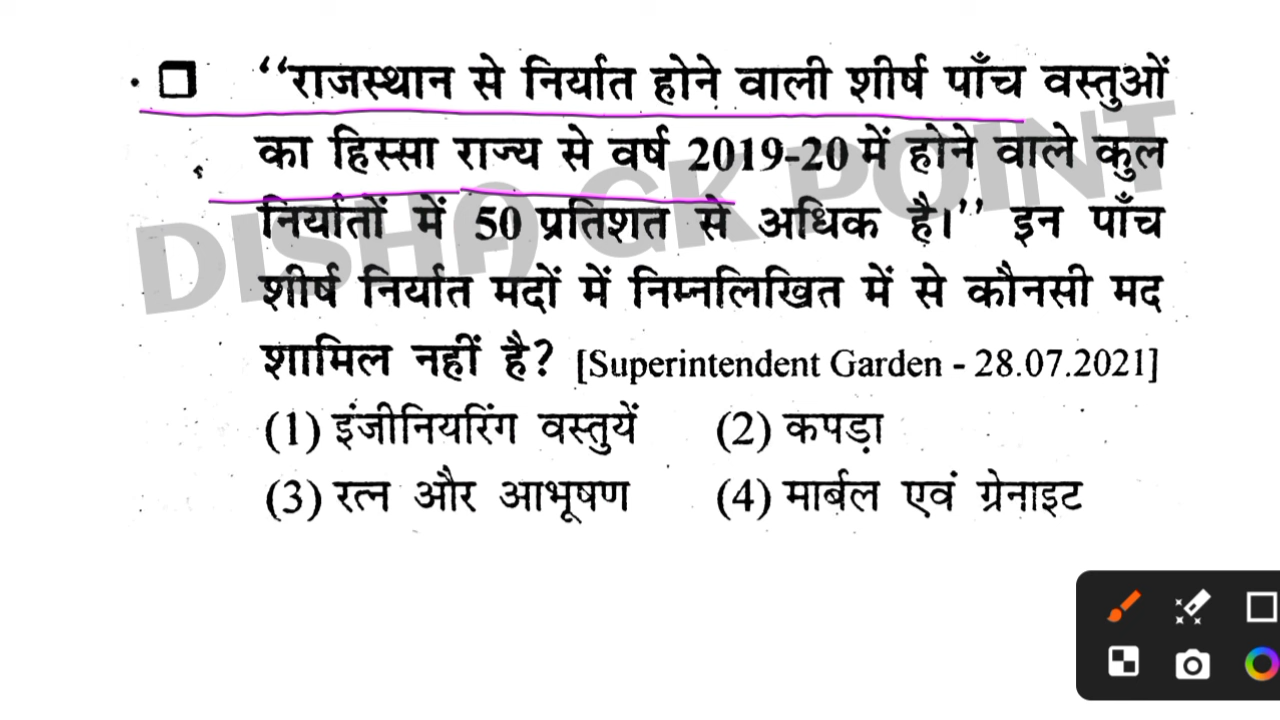 “राजस्थान से निर्यात होने वाली शीर्ष पाँच वस्तुओं
का हिस्सा राज्य से वर्ष 2019-20 में होने वाले कुल
निर्यातों में 50 प्रतिशत से अधिक है।” इन पाँच
शीर्ष निर्यात मदों में निम्नलिखित में से कौनसी मद
शामिल नहीं है? [Superintendent Garden - 28.07.2021]
(1) इंजीनियरिंग वस्तुयें (2) कपड़ा
(3) रत्न और आभूषण (4) मार्बल एवं ग्रेनाइट
DISHA GK POINT